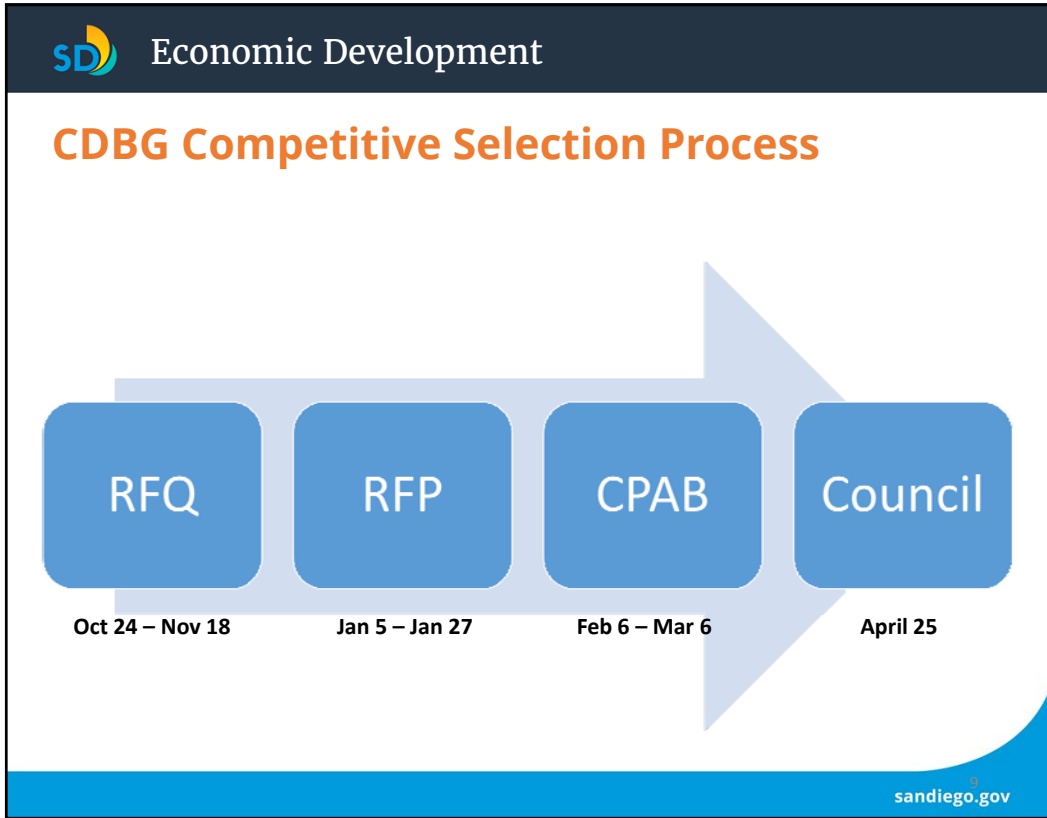 SD Economic Development
CDBG Competitive Selection Process
RFQ RFP CPAB Council
Oct 24 – Nov 18 Jan 5 – Jan 27 Feb 6 – Mar 6 April 25
9
sandiego.gov